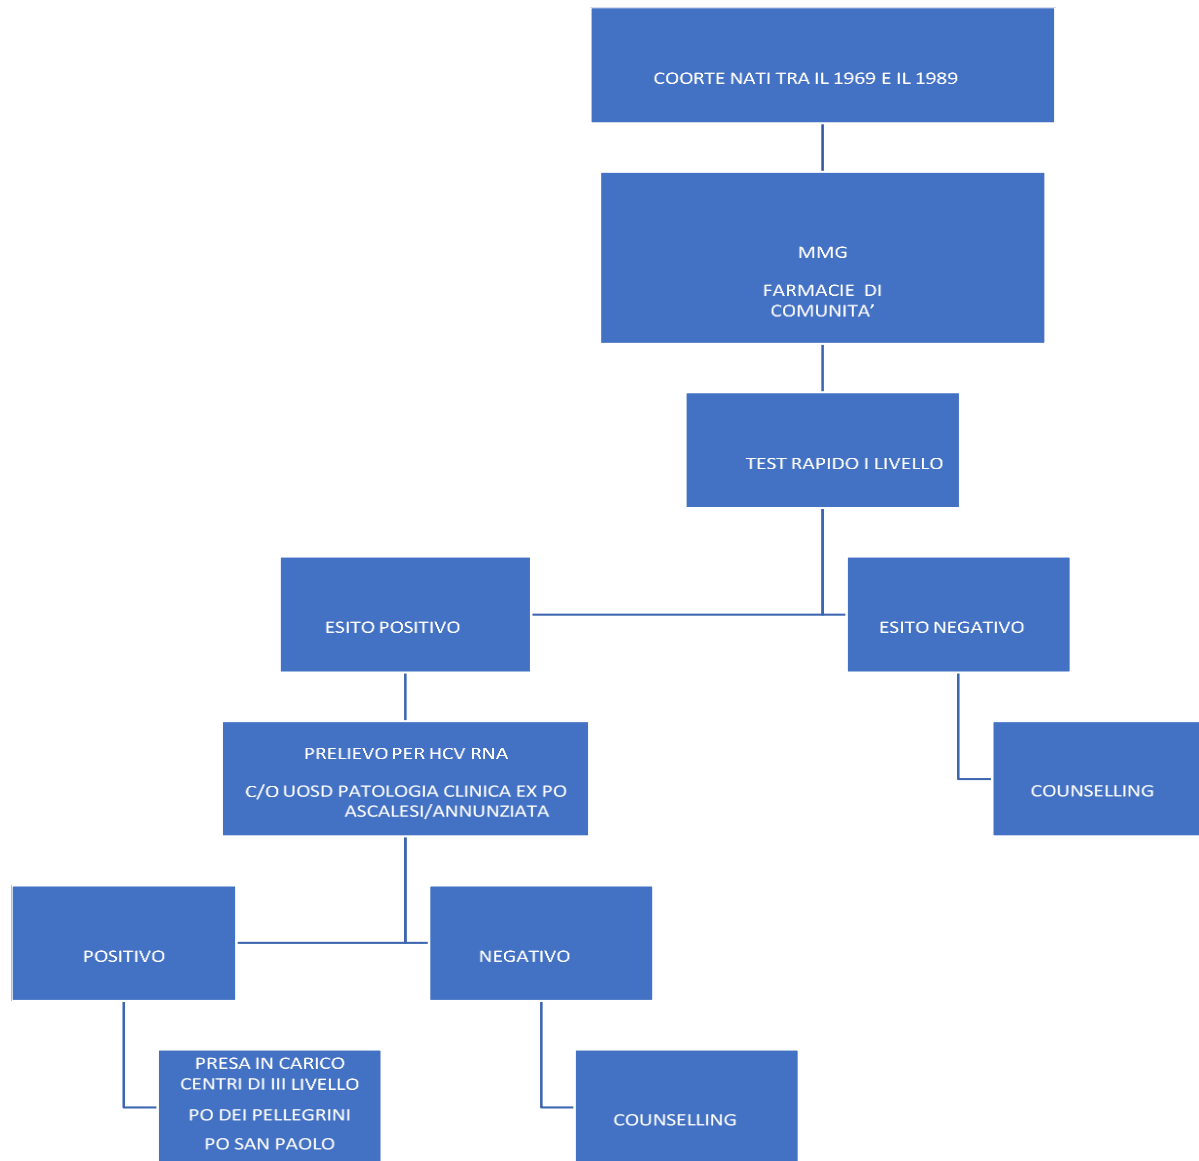 COORTE NATI TRA IL 1969 E IL 1989
MMG
FARMACIE DI
COMUNITA’
TEST RAPIDO I LIVELLO
ESITO POSITIVO
ESITO NEGATIVO
PRELIEVO PER HCV RNA
C/O UOSD PATOLOGIA CLINICA EX PO
ASCALESI/ANNUNZIATA
COUNSELLING
POSITIVO
NEGATIVO
PRESA IN CARICO
CENTRI DI III LIVELLO
PO DEI PELLEGRINI
PO SAN PAOLO
COUNSELLING